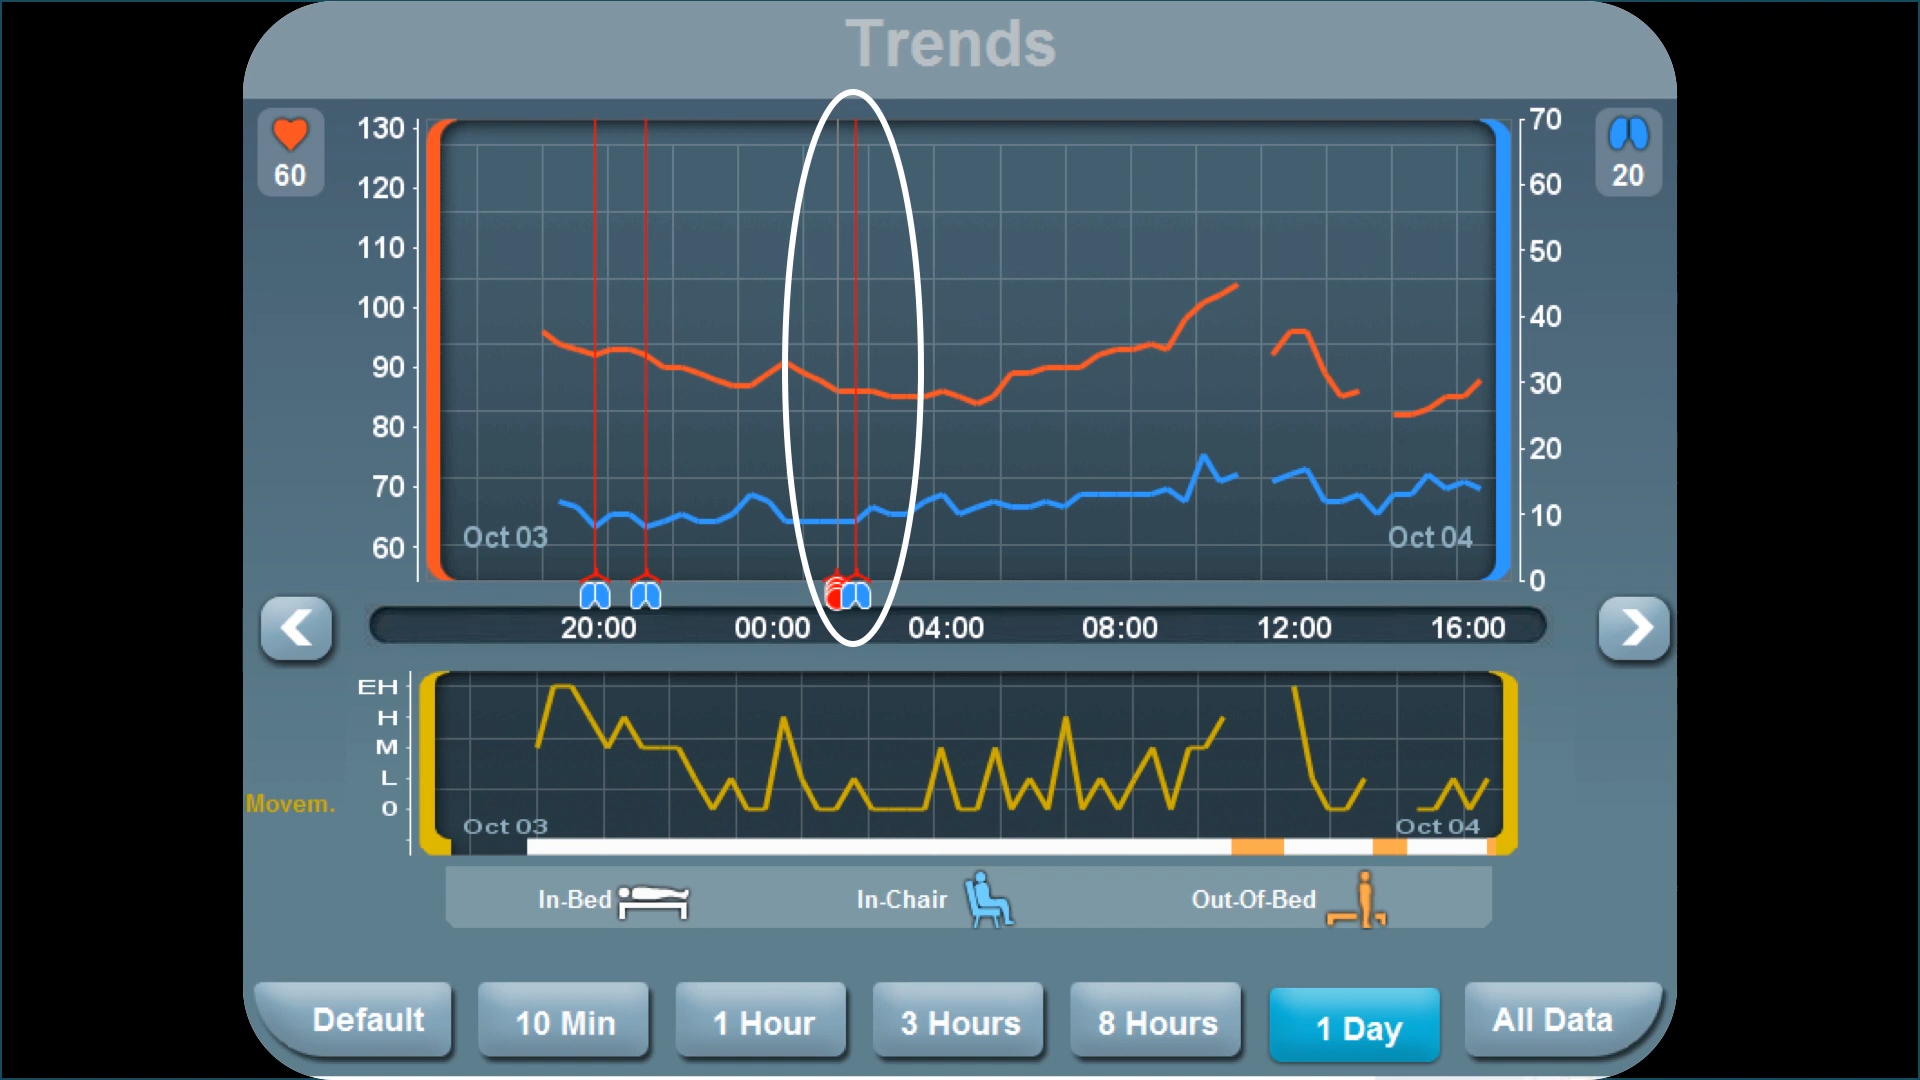 Trends
60
130
120
110
100
90
80
70
60
70
60
50
40
30
20
10
0
20
Oct 03
Oct 04
20:00 00:00 04:00 08:00 12:00 16:00
EH
H
M
L
0
Movem.
Oct 03
Oct 04
In-Bed In-Chair Out-Of-Bed
Default 10 Min 1 Hour 3 Hours 8 Hours 1 Day All Data